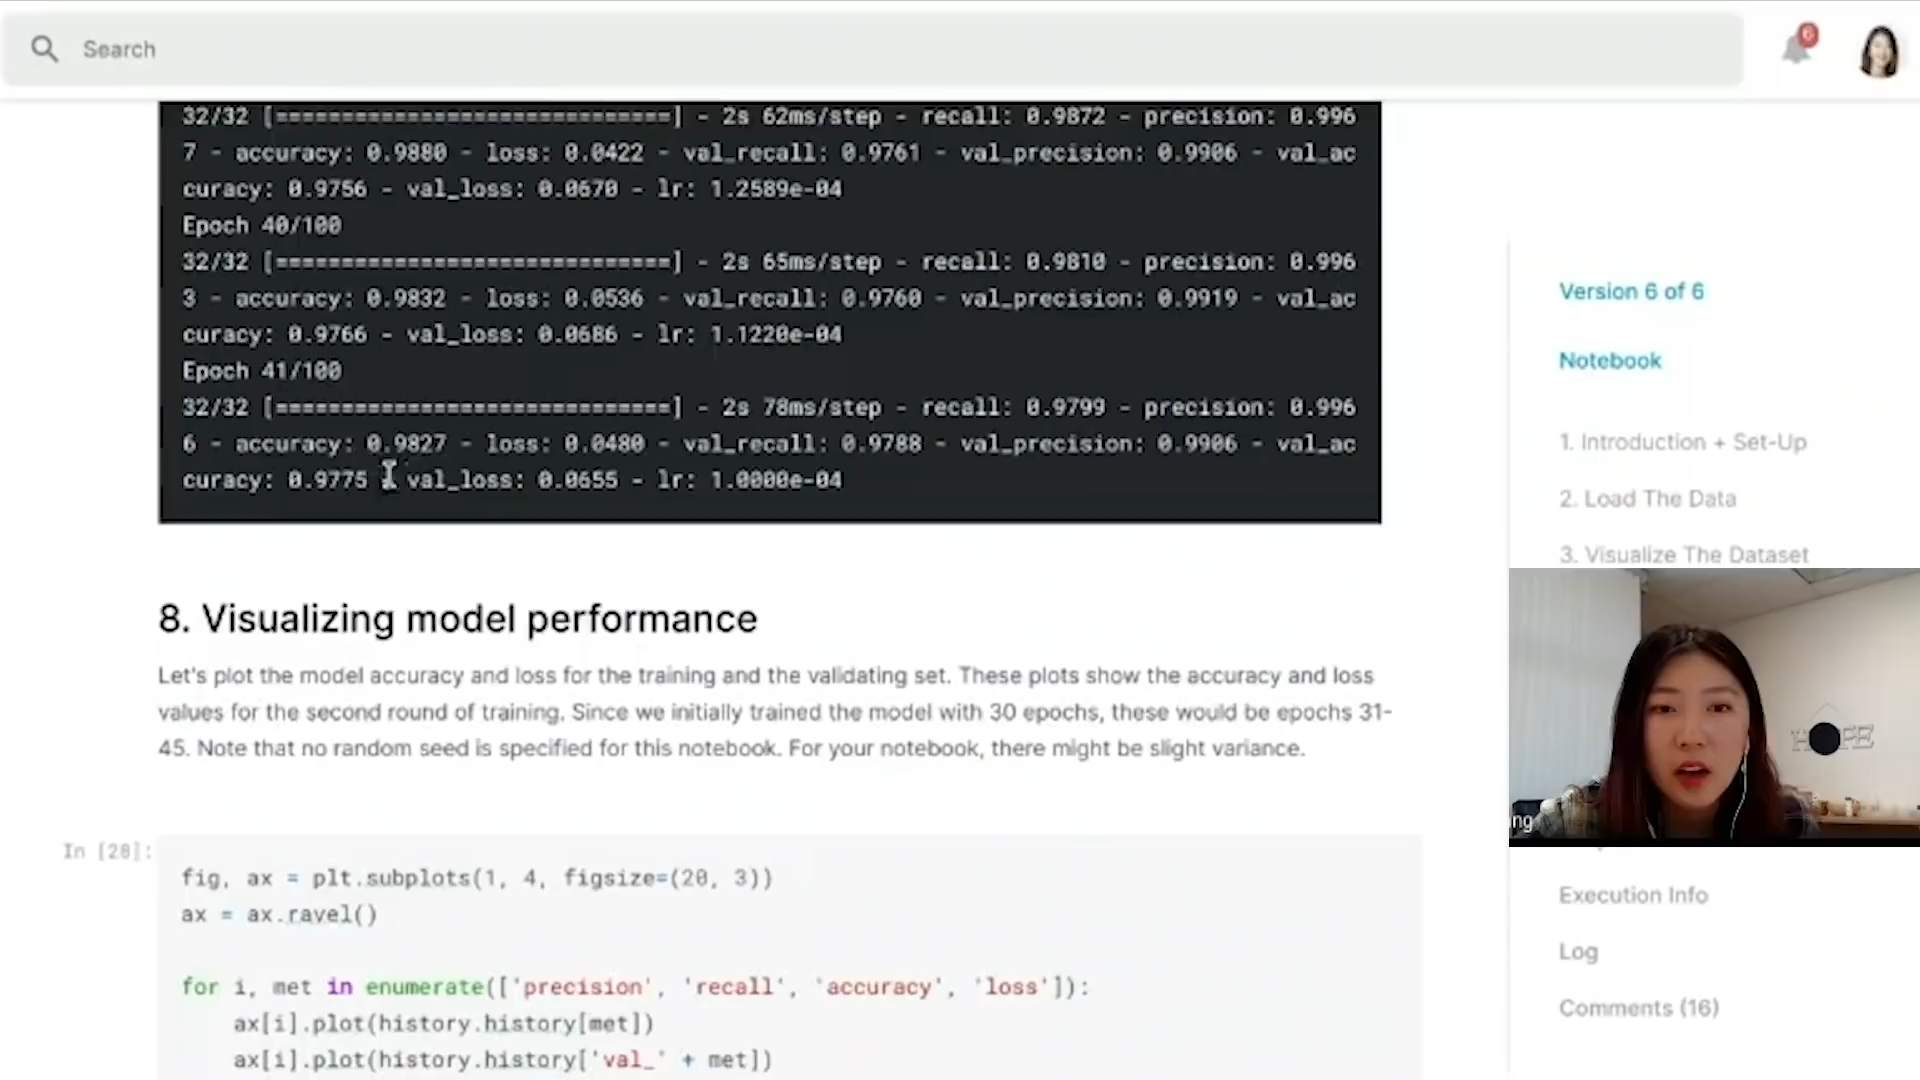 Search
6
32/32 [==============================] - 2s 62ms/step - recall: 0.9872 - precision: 0.996
7 - accuracy: 0.9880 - loss: 0.0422 - val_recall: 0.9761 - val_precision: 0.9906 - val_ac
curacy: 0.9756 - val_loss: 0.0670 - lr: 1.2589e-04
Epoch 40/100
32/32 [==============================] - 2s 65ms/step - recall: 0.9810 - precision: 0.996
3 - accuracy: 0.9832 - loss: 0.0536 - val_recall: 0.9760 - val_precision: 0.9919 - val_ac
curacy: 0.9766 - val_loss: 0.0686 - lr: 1.1220e-04
Epoch 41/100
32/32 [==============================] - 2s 78ms/step - recall: 0.9799 - precision: 0.996
6 - accuracy: 0.9827 - loss: 0.0480 - val_recall: 0.9788 - val_precision: 0.9906 - val_ac
curacy: 0.9775 val_loss: 0.0655 - lr: 1.0000e-04
8. Visualizing model performance
Let's plot the model accuracy and loss for the training and the validating set. These plots show the accuracy and loss
values for the second round of training. Since we initially trained the model with 30 epochs, these would be epochs 31-
45. Note that no random seed is specified for this notebook. For your notebook, there might be slight variance.
In [20]:
fig, ax = plt.subplots(1, 4, figsize=(20, 3))
ax = ax.ravel()
for i, met in enumerate(['precision', 'recall', 'accuracy', 'loss']):
ax[i].plot(history.history[met])
ax[i].plot(history.history['val_' + met])
Version 6 of 6
Notebook
1. Introduction + Set-Up
2. Load The Data
3. Visualize The Dataset
ng
Execution Info
Log
Comments (16)